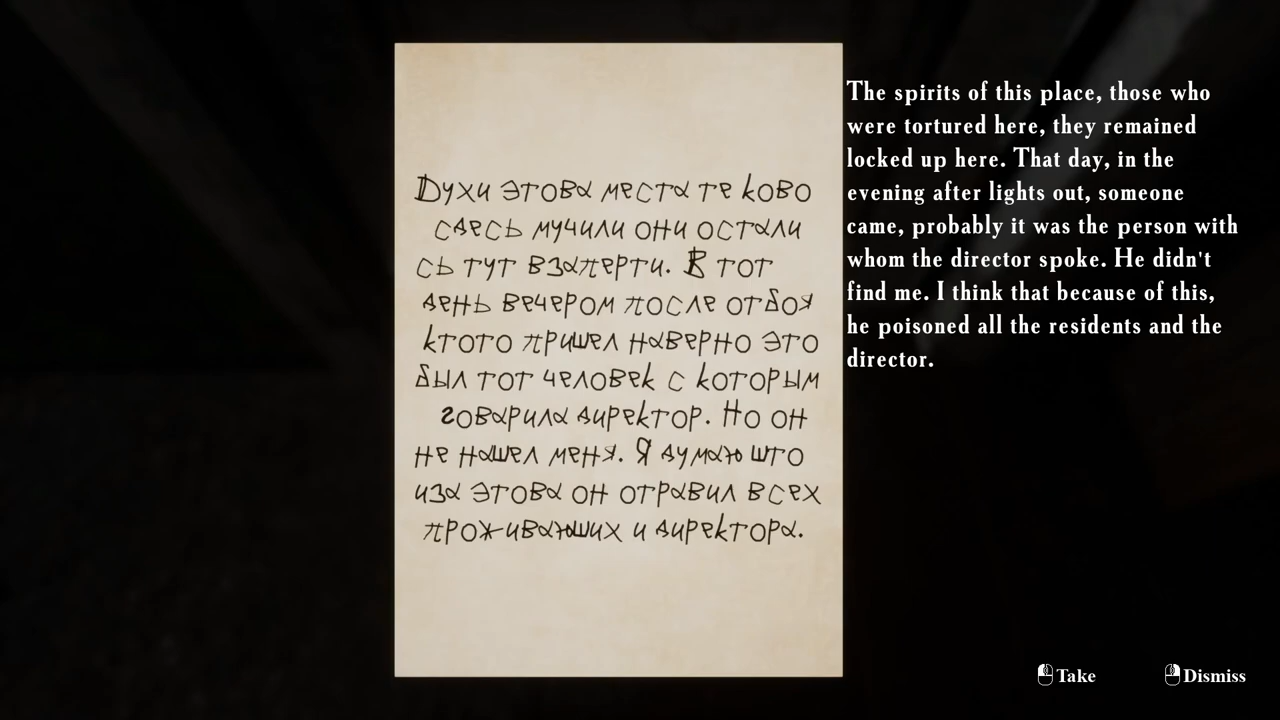 Духи этова места те ково
сдесь мучили они остали
сь тут взаперти. В тот
день вечером после отбоя
ктото пришел наверно это
был тот человек с которым
говарила директор. Но он
не нашел меня. Я думаю што
иза этова он отравил всех
проживаюших и директора.
The spirits of this place, those who
were tortured here, they remained
locked up here. That day, in the
evening after lights out, someone
came, probably it was the person with
whom the director spoke. He didn't
find me. I think that because of this,
he poisoned all the residents and the
director.
Take Dismiss